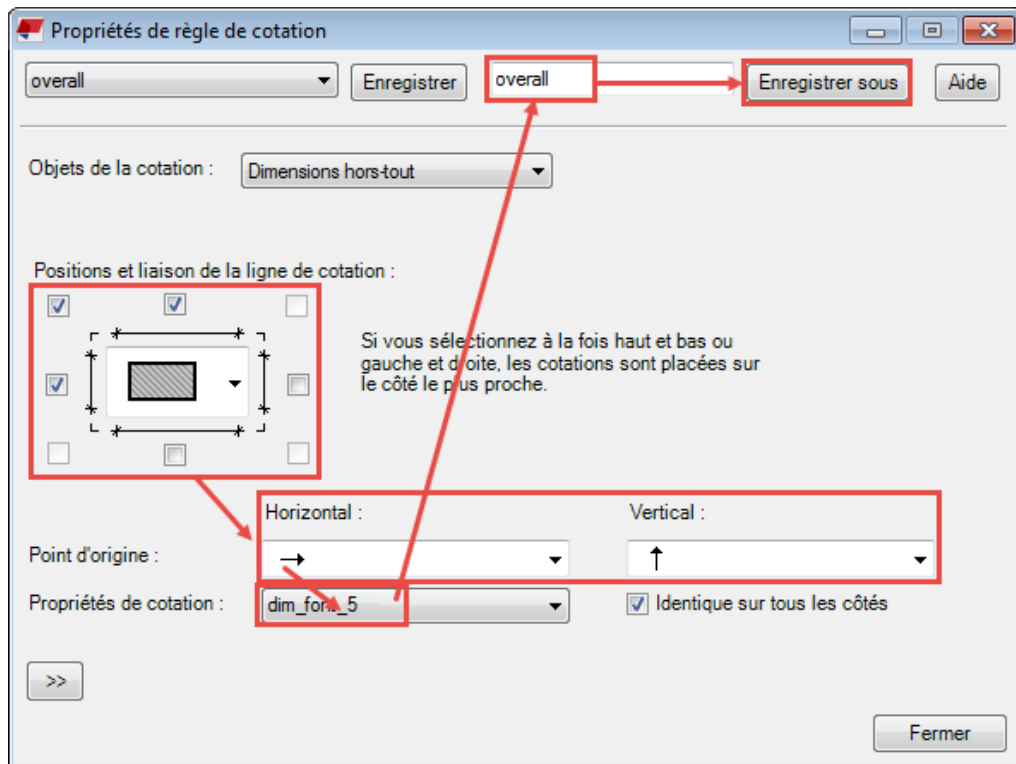 Propriétés de règle de cotation
overall Enregistrer overall Enregistrer sous Aide
Objets de la cotation : Dimensions hors-tout
Positions et liaison de la ligne de cotation :
Si vous sélectionnez à la fois haut et bas ou
gauche et droite, les cotations sont placées sur
le côté le plus proche.
Horizontal : Vertical :
Point d'origine :
Propriétés de cotation : dim_font_5 Identique sur tous les côtés
>>
Fermer